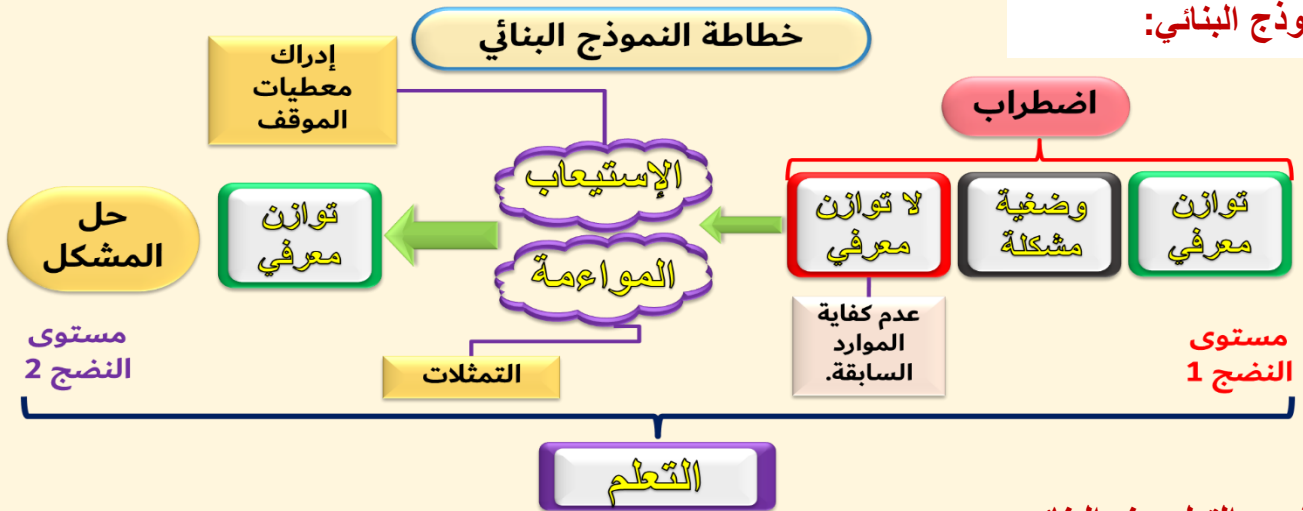 وذج البنائي:
خطاطة النموذج البنائي
اضطراب
توازن
معرفي
وضغية
مشكلة
لا توازن
معرفي
عدم كفاية
الموارد
السابقة.
الإستيعاب
إدراك
معطيات
الموقف
المواءمة
التمثلات
توازن
معرفي
حل
المشكل
مستوى
النضج 1
مستوى
النضج 2
التعلم